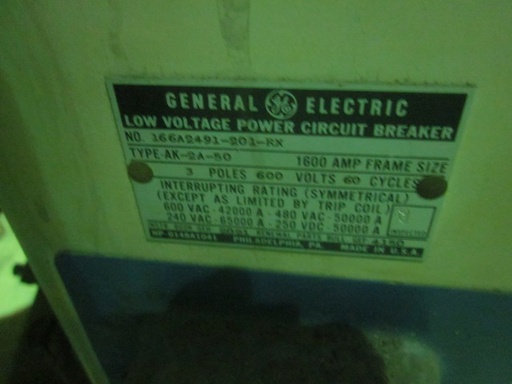 GENERAL GE ELECTRIC
LOW VOLTAGE POWER CIRCUIT BREAKER
NO. 166A2491-201-RX
TYPE-AK-2A-50 1600 AMP FRAME SIZE
3 POLES 600 VOLTS 60 CYCLES
INTERRUPTING RATING (SYMMETRICAL)
(EXCEPT AS LIMITED BY TRIP COIL)
600 VAC-42000 A-480 VAC-50000 A
240 VAC-65000 A-250 VDC-50000 A
PHILADELPHIA, PA. MADE IN U.S.A.